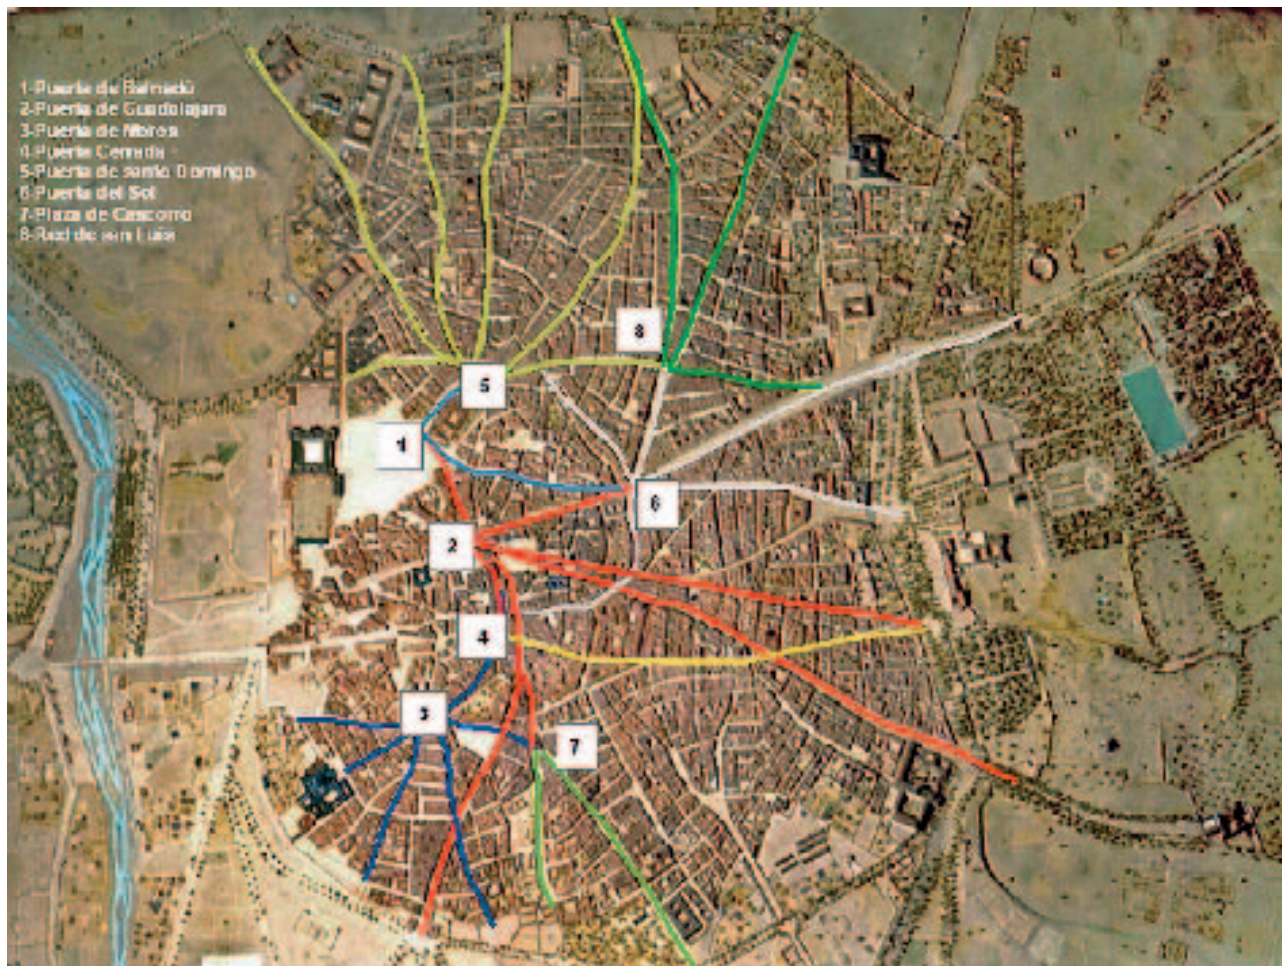 1-Puerta de Balnadú
2-Puerta de Guadalajara
3-Puerta de Moros
4-Puerta Cerrada
5-Puerta de santo Domingo
6-Puerta del Sol
7-Plaza de Cascorro
8-Red de san Luis
8
5
1
6
2
4
3
7